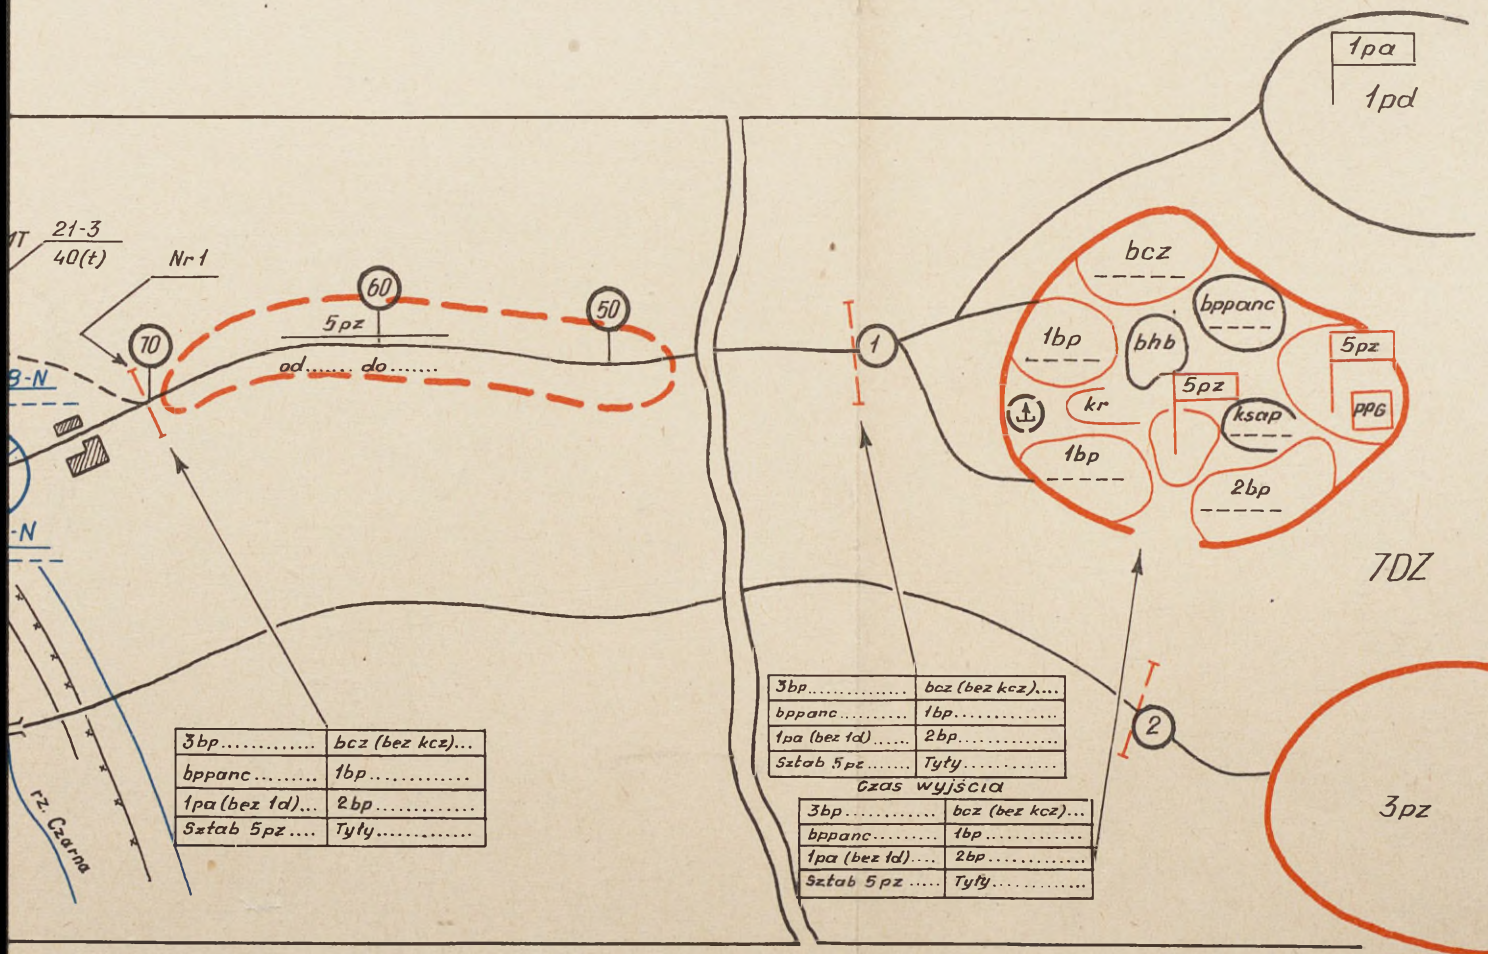 1pa
1pd
21-3
40(t)
Nr 1
70
60
50
5pz
od....... do.......
B-N
-N
1
bcz
bppanc
1bp
bhb
5pz
5pz
PPG
kr
ksap
1bp
2bp
7DZ
2
3pz
rz. Czarna
3bp............ bcz (bez kcz)...
bppanc........ 1bp............
1pa (bez 1d)... 2bp.............
Sztab 5pz.... Tyły............
3bp.............. bcz (bez kcz)....
bppanc.......... 1bp.............
1pa (bez 1d)...... 2bp.............
Sztab 5pz....... Tyły.............
Czas wyjścia
3bp............ bcz (bez kcz)...
bppanc......... 1bp.............
1pa (bez 1d).... 2bp.............
Sztab 5pz..... Tyły.............